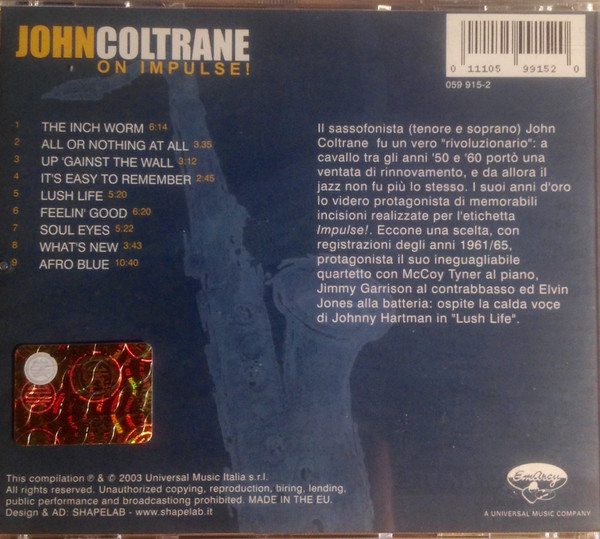 JOHNCOLTRANE
ON IMPULSE!
0 11105 99152 0
059 915-2
1 THE INCH WORM 6:14
2 ALL OR NOTHING AT ALL 3.35
3 UP 'GAINST THE WALL 3:12
4 IT'S EASY TO REMEMBER 2:45
5 LUSH LIFE 5:20
6 FEELIN' GOOD 6:20
7 SOUL EYES 5:22
8 WHAT'S NEW 3:43
9 AFRO BLUE 10:40
Il sassofonista (tenore e soprano) John
Coltrane fu un vero "rivoluzionario": a
cavallo tra gli anni '50 e '60 portò una
ventata di rinnovamento, e da allora il
jazz non fu più lo stesso. I suoi anni d'oro
lo videro protagonista di memorabili
incisioni realizzate per l'etichetta
Impulse!. Eccone una scelta, con
registrazioni degli anni 1961/65,
protagonista il suo ineguagliabile
quartetto con McCoy Tyner al piano,
Jimmy Garrison al contrabbasso ed Elvin
Jones alla batteria: ospite la calda voce
di Johnny Hartman in "Lush Life".
This compilation ℗ & © 2003 Universal Music Italia s.r.l.
All rights reserved. Unauthorized copying, reproduction, hiring, lending,
public performance and broadcastiong prohibited. MADE IN THE EU.
Design & AD: SHAPELAB - www.shapelab.it
EmArcy
A UNIVERSAL MUSIC COMPANY